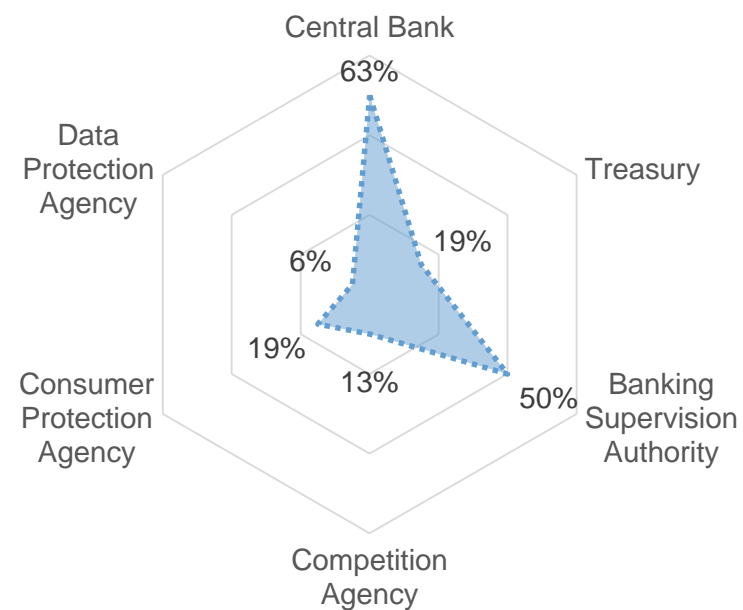 Central Bank
63%
Data
Protection
Agency
Treasury
19%
6%
19%
13%
Consumer
Protection
Agency
50%
Banking
Supervision
Authority
Competition
Agency